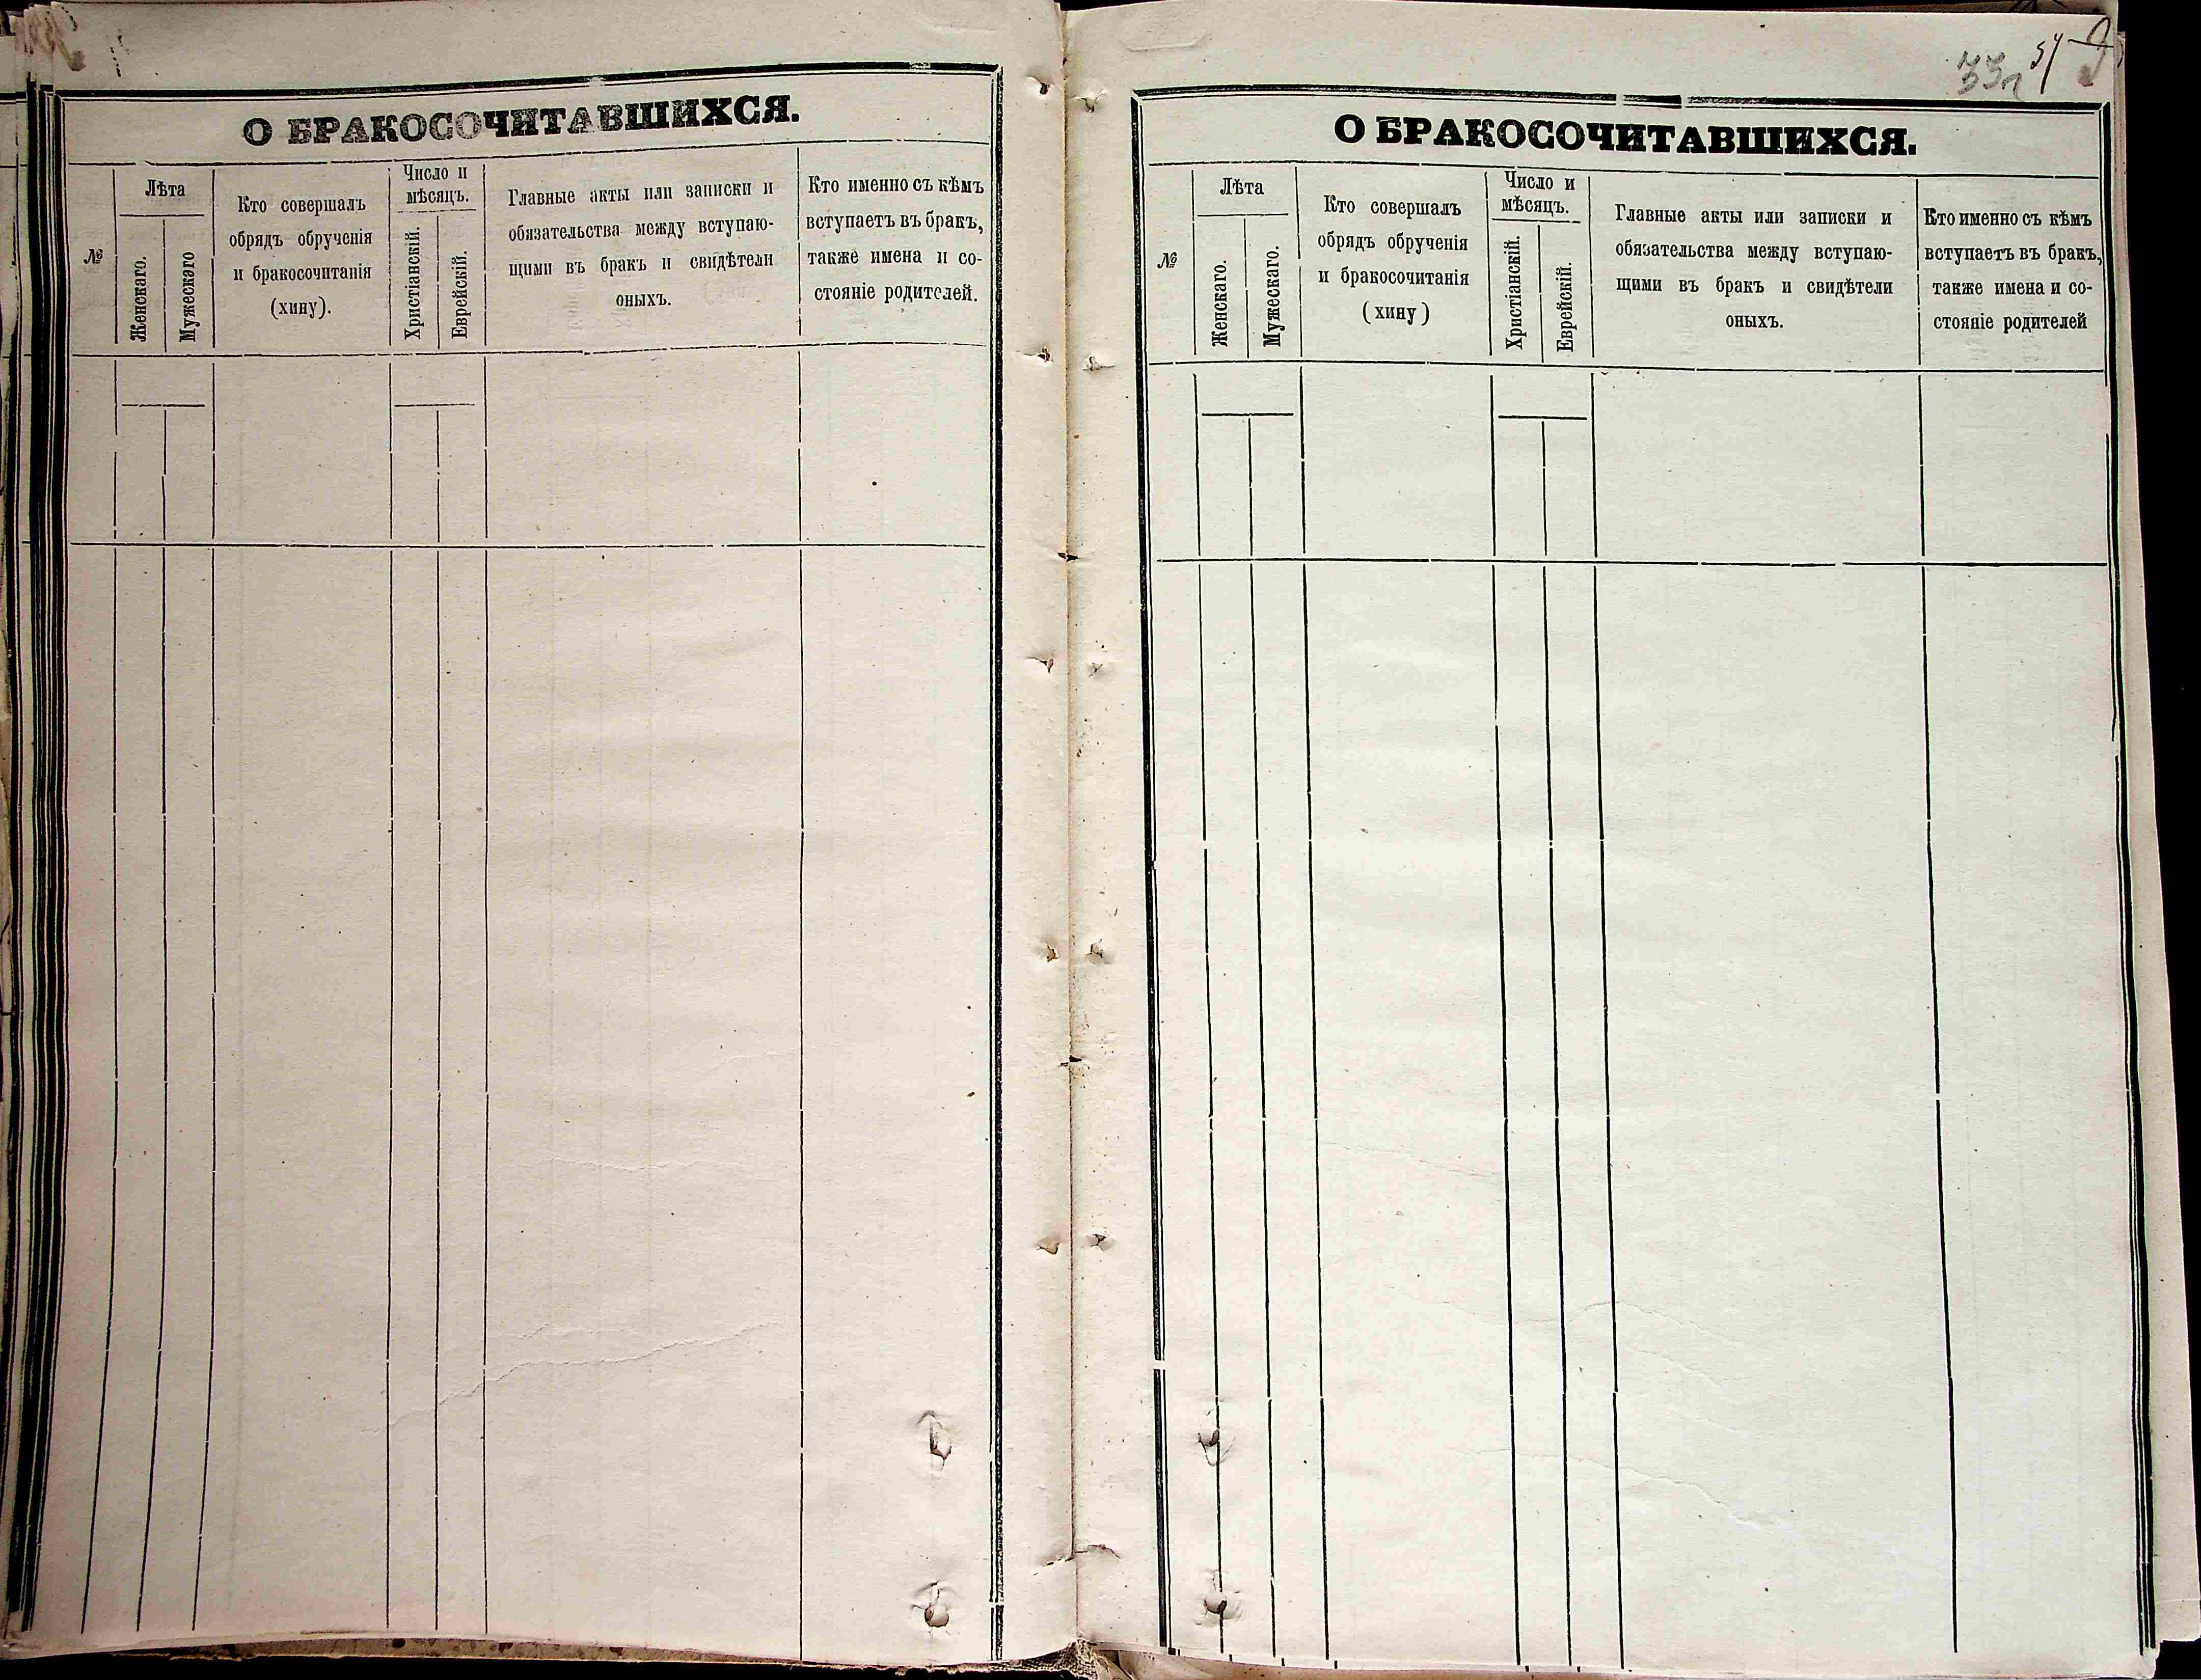 О БРАКОСОЧИТАВШИХСЯ.
№
Лѣта
Женскаго.
Мужескаго
Кто совершалъ
обрядъ обрученія
и бракосочитанія
(хину).
Число и
мѣсяцъ.
Христіанскій.
Еврейскій.
Главные акты или записки и
обязательства между вступаю-
щими въ бракъ и свидѣтели
оныхъ.
Кто именно съ кѣмъ
вступаетъ въ бракъ,
также имена и со-
стояніе родителей.
54
О БРАКОСОЧИТАВШИХСЯ.
№
Лѣта
Женскаго.
Мужескаго.
Кто совершалъ
обрядъ обрученія
и бракосочитанія
(хину)
Число и
мѣсяцъ.
Христіанскій.
Еврейскій.
Главные акты или записки и
обязательства между вступаю-
щими въ бракъ и свидѣтели
оныхъ.
Кто именно съ кѣмъ
вступаетъ въ бракъ,
также имена и со-
стояніе родителей